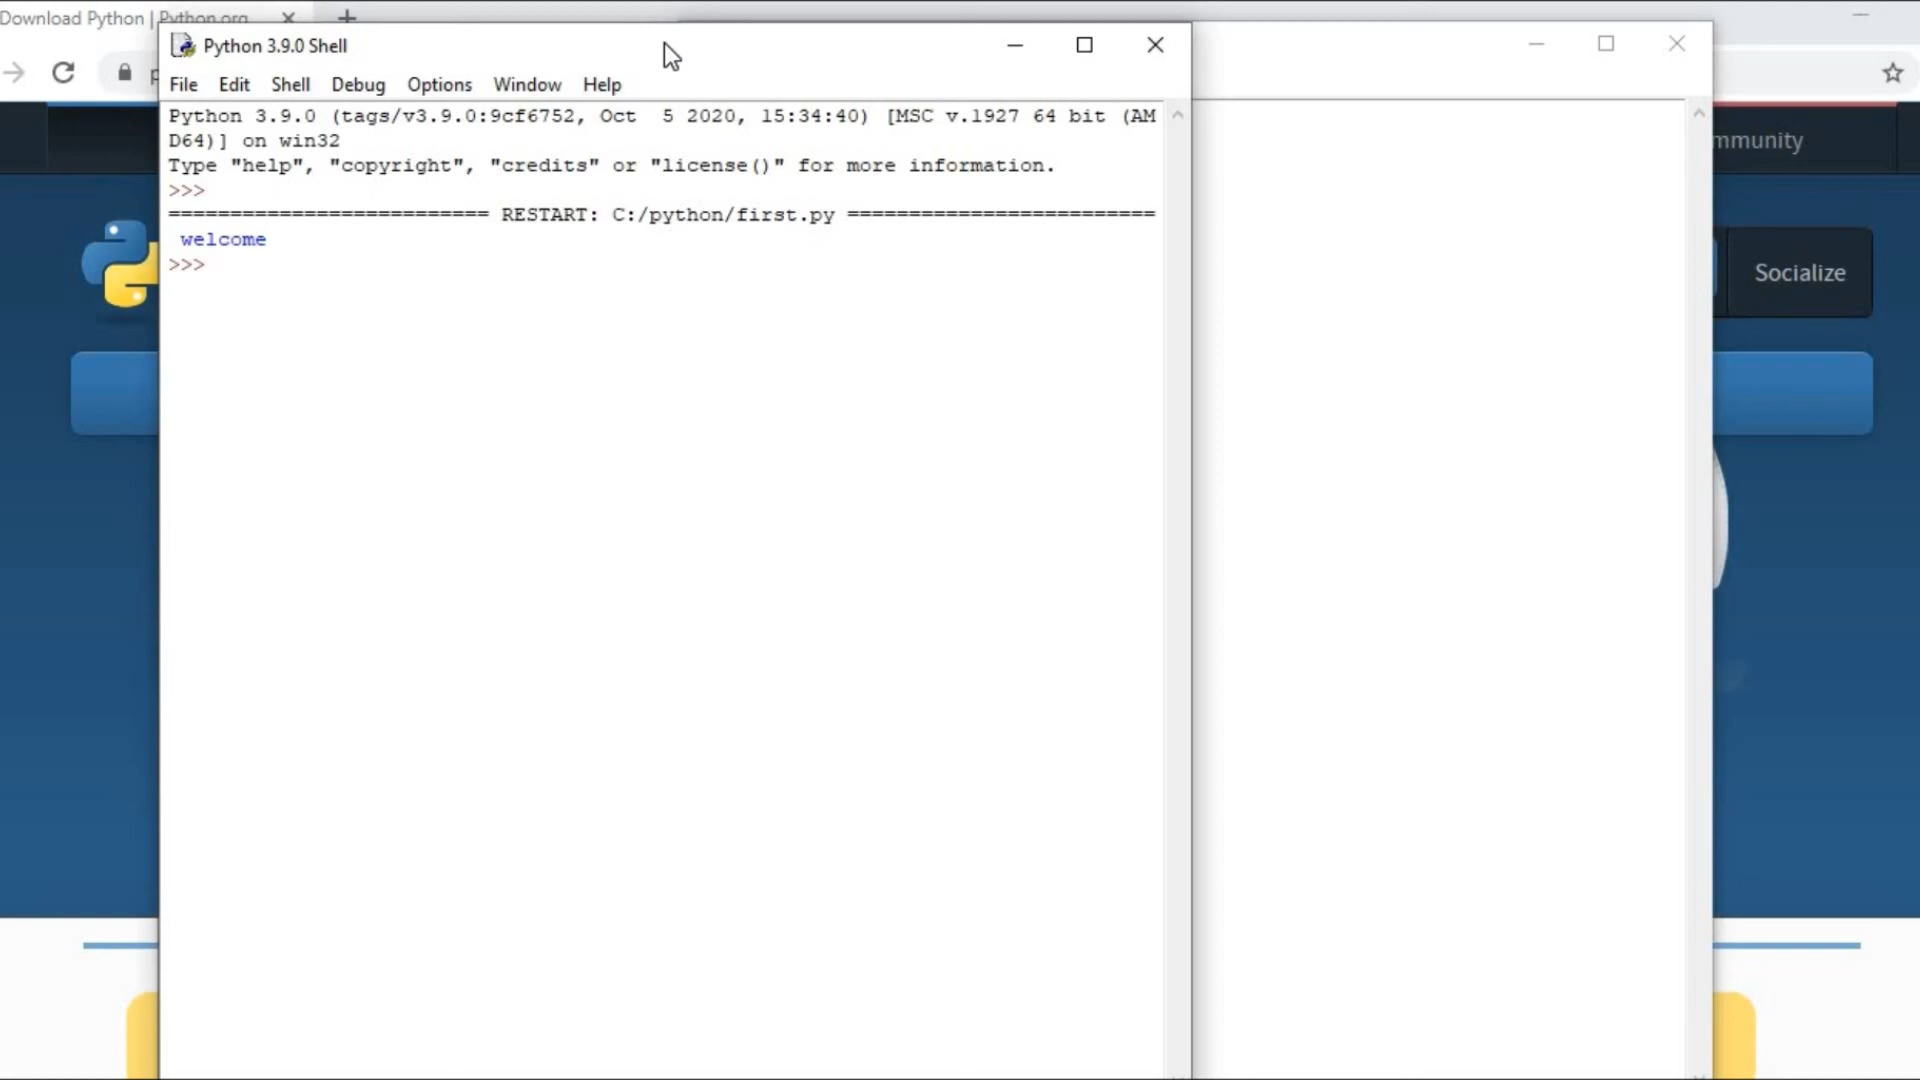 Download Python | Python.org
Python 3.9.0 Shell
File Edit Shell Debug Options Window Help
Python 3.9.0 (tags/v3.9.0:9cf6752, Oct  5 2020, 15:34:40) [MSC v.1927 64 bit (AM
D64)] on win32
Type "help", "copyright", "credits" or "license()" for more information.
>>>
========================== RESTART: C:/python/first.py =========================
welcome
>>>
mmunity
Socialize